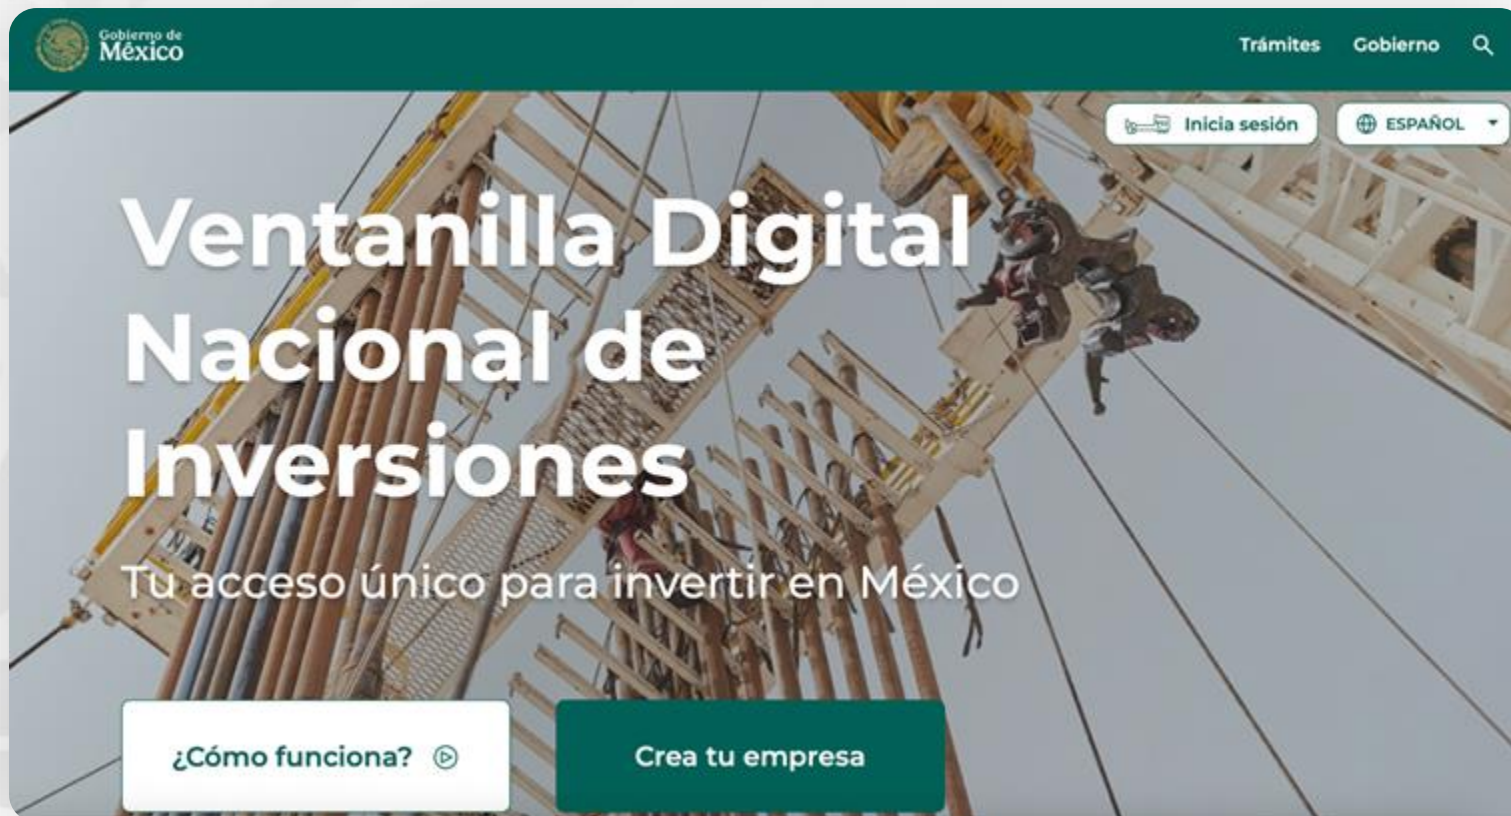 Gobierno de
México
Trámites Gobierno
Inicia sesión ESPAÑOL
Ventanilla Digital
Nacional de
Inversiones
Tu acceso único para invertir en México
¿Cómo funciona? Crea tu empresa